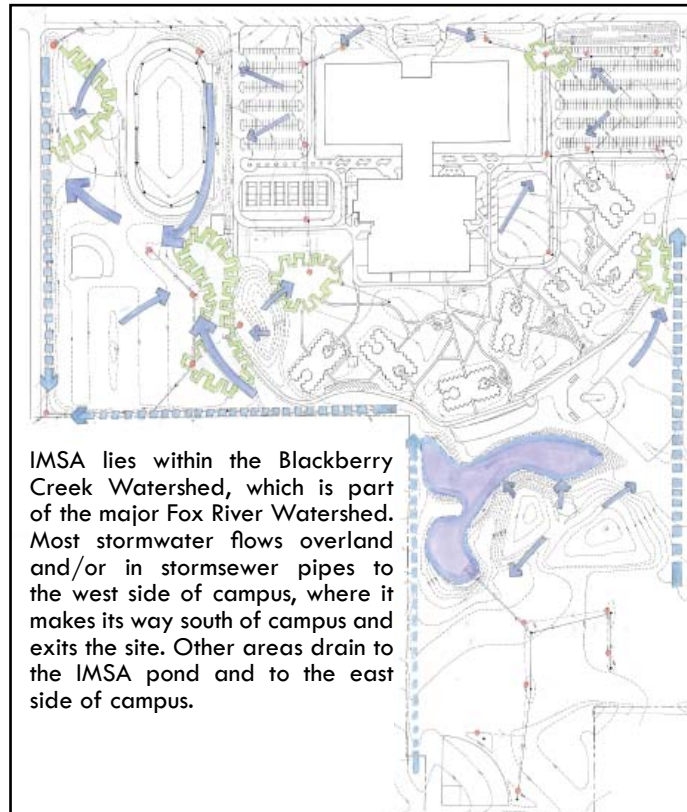 IMSA lies within the Blackberry
Creek Watershed, which is part
of the major Fox River Watershed.
Most stormwater flows overland
and/or in stormsewer pipes to
the west side of campus, where it
makes its way south of campus and
exits the site. Other areas drain to
the IMSA pond and to the east
side of campus.